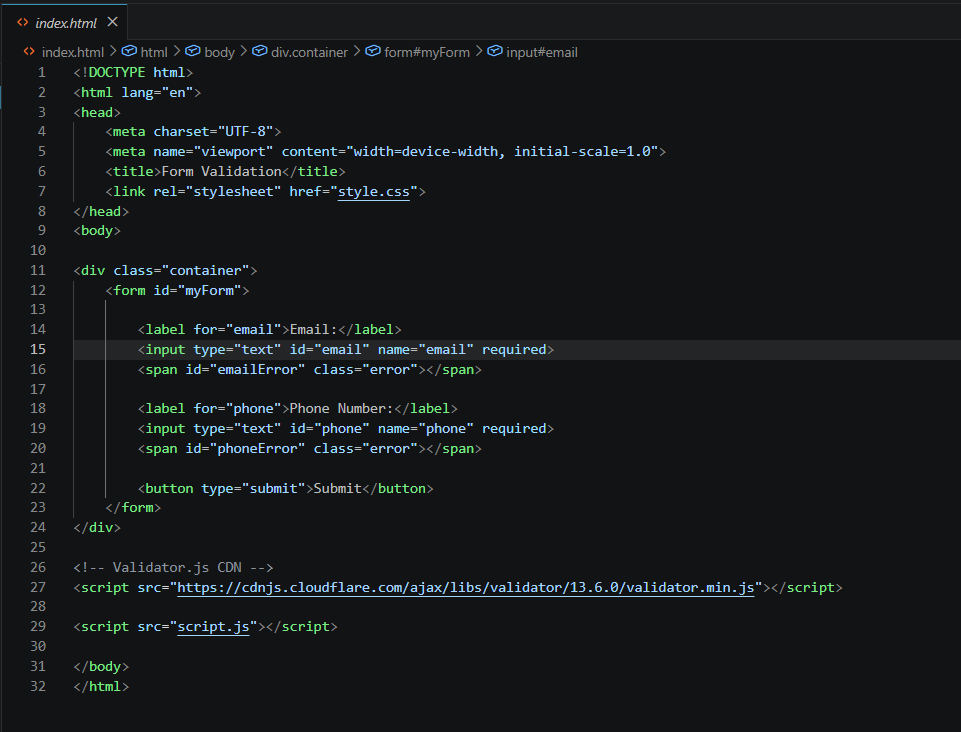 index.html
index.html > html > body > div.container > form#myForm > input#email
1 <!DOCTYPE html>
2 <html lang="en">
3 <head>
4     <meta charset="UTF-8">
5     <meta name="viewport" content="width=device-width, initial-scale=1.0">
6     <title>Form Validation</title>
7     <link rel="stylesheet" href="style.css">
8 </head>
9 <body>
10
11 <div class="container">
12     <form id="myForm">
13
14         <label for="email">Email:</label>
15         <input type="text" id="email" name="email" required>
16         <span id="emailError" class="error"></span>
17
18         <label for="phone">Phone Number:</label>
19         <input type="text" id="phone" name="phone" required>
20         <span id="phoneError" class="error"></span>
21
22         <button type="submit">Submit</button>
23     </form>
24 </div>
25
26 <!-- Validator.js CDN -->
27 <script src="https://cdnjs.cloudflare.com/ajax/libs/validator/13.6.0/validator.min.js"></script>
28
29 <script src="script.js"></script>
30
31 </body>
32 </html>